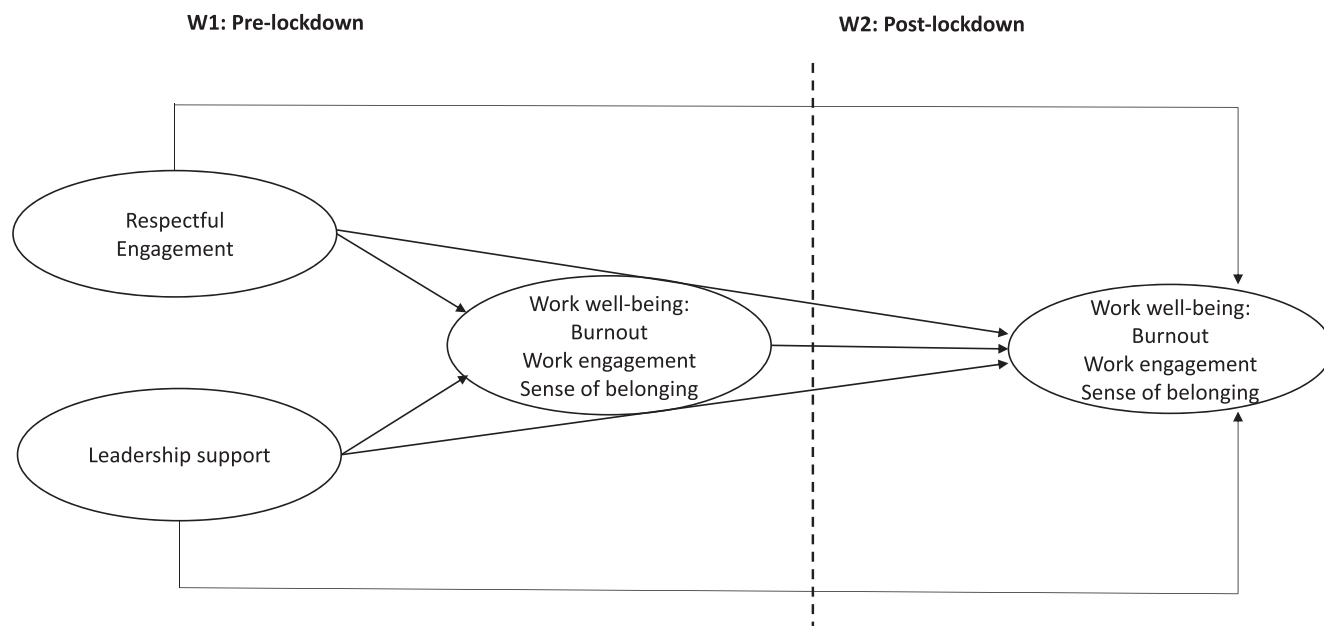 W1: Pre-lockdown
W2: Post-lockdown
Respectful
Engagement
Work well-being:
Burnout
Work engagement
Sense of belonging
Work well-being:
Burnout
Work engagement
Sense of belonging
Leadership support